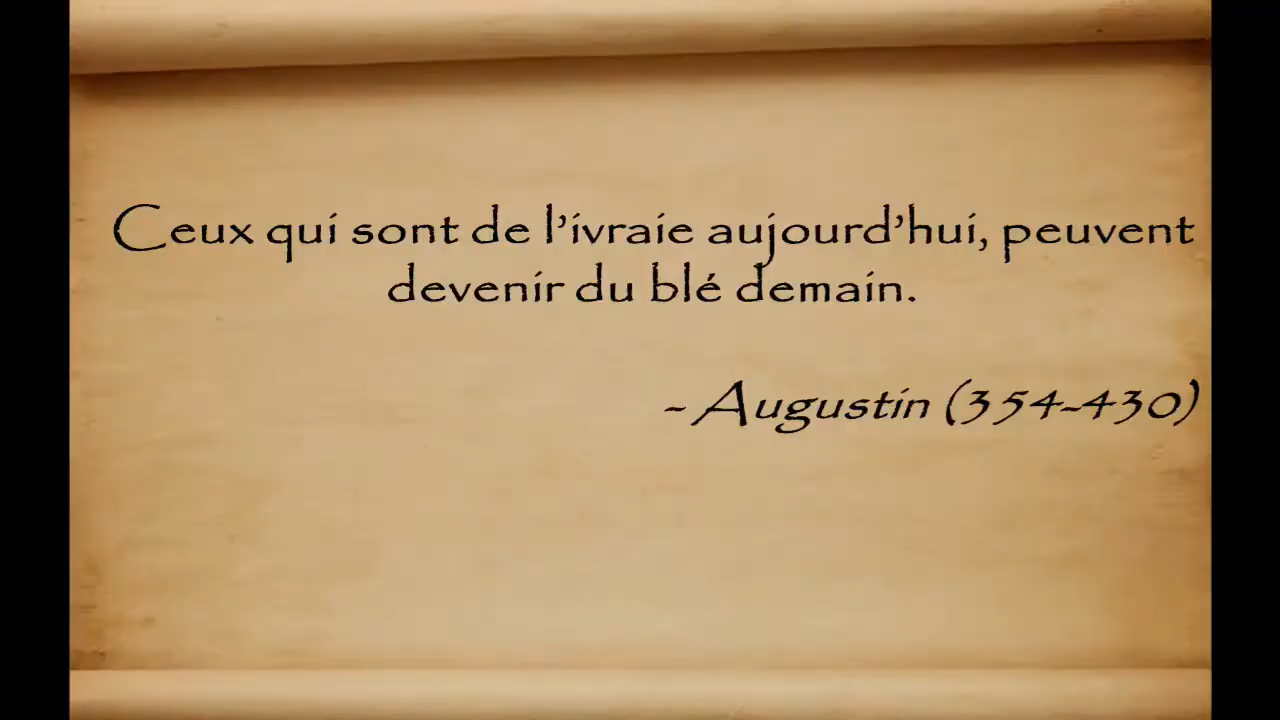 Ceux qui sont de l’ivraie aujourd’hui, peuvent
devenir du blé demain.
- Augustin (354-430)